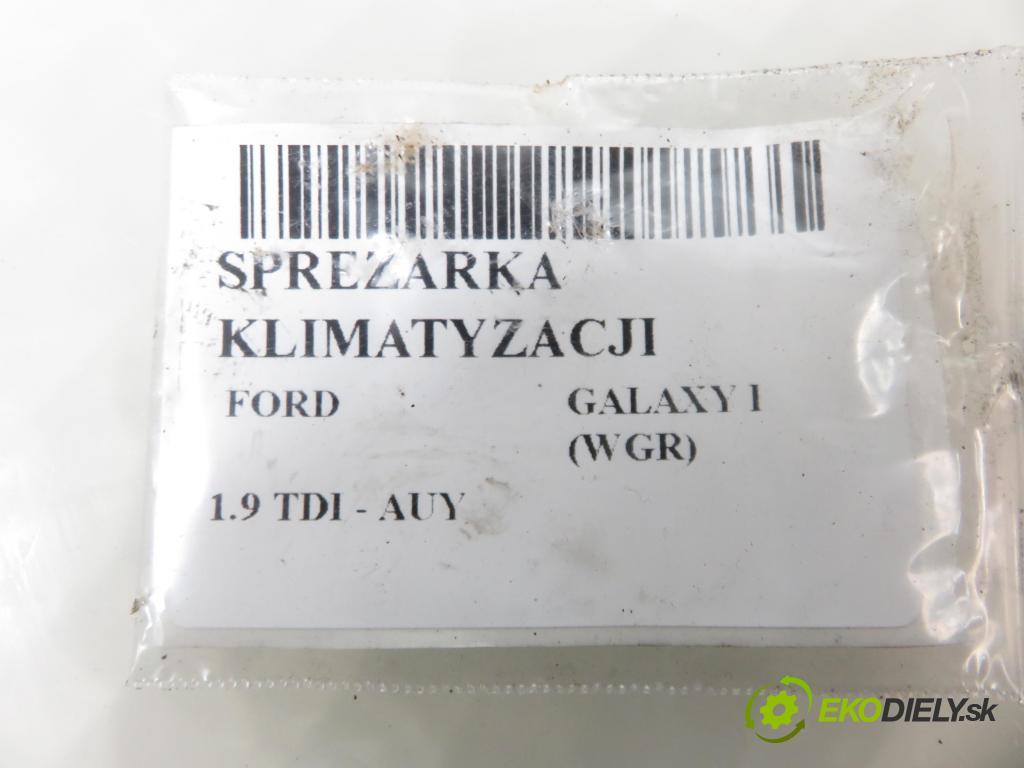 SPREZARKA
KLIMATYZACJI
FORD GALAXY I
(WGR)
1.9 TDI - AUY
EKODIELY.sk